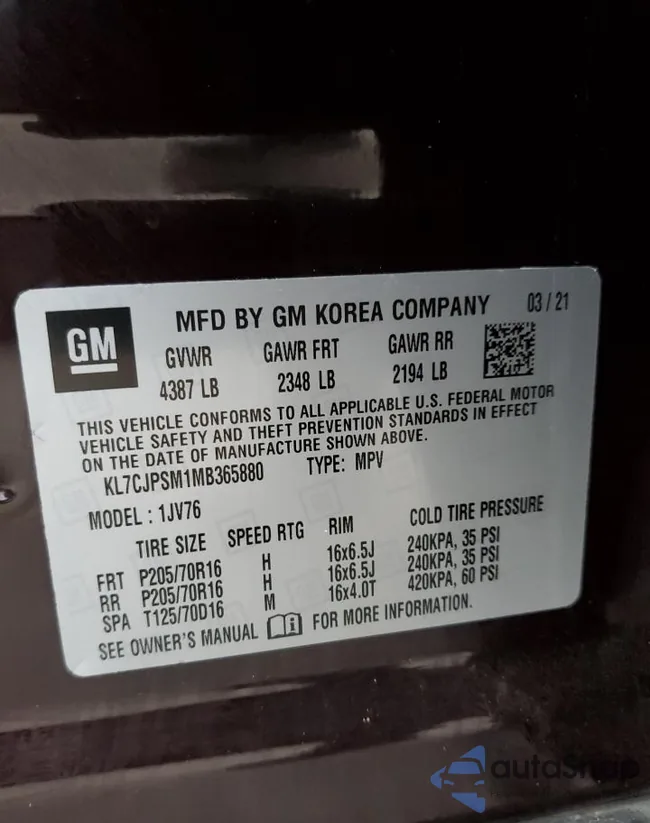 GM
MFD BY GM KOREA COMPANY 03/21
GVWR GAWR FRT GAWR RR
4387 LB 2348 LB 2194 LB
THIS VEHICLE CONFORMS TO ALL APPLICABLE U.S. FEDERAL MOTOR
VEHICLE SAFETY AND THEFT PREVENTION STANDARDS IN EFFECT
ON THE DATE OF MANUFACTURE SHOWN ABOVE.
KL7CJPSM1MB365880 TYPE: MPV
MODEL : 1JV76
TIRE SIZE SPEED RTG RIM COLD TIRE PRESSURE
FRT P205/70R16 H 16x6.5J 240KPA, 35 PSI
RR P205/70R16 H 16x6.5J 240KPA, 35 PSI
SPA T125/70D16 M 16x4.0T 420KPA, 60 PSI
SEE OWNER'S MANUAL FOR MORE INFORMATION.
autaSnap